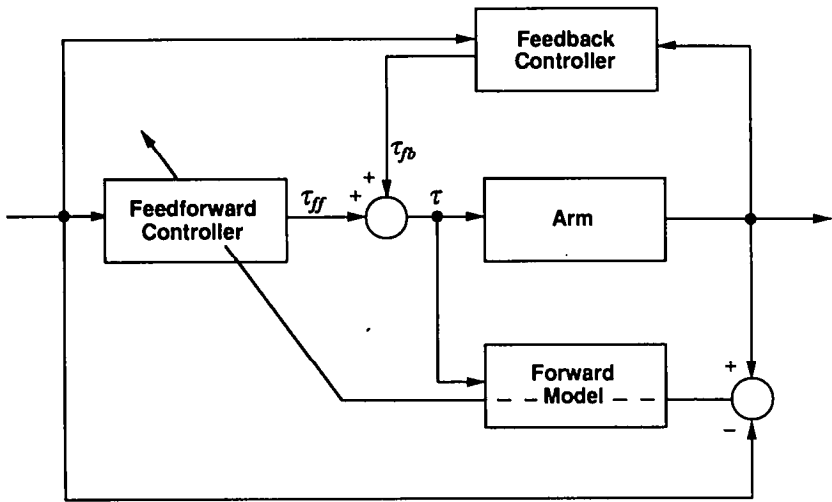 Feedback
Controller
τfb
+
Feedforward
Controller
τff
+
τ
Arm
Forward
Model
+
−